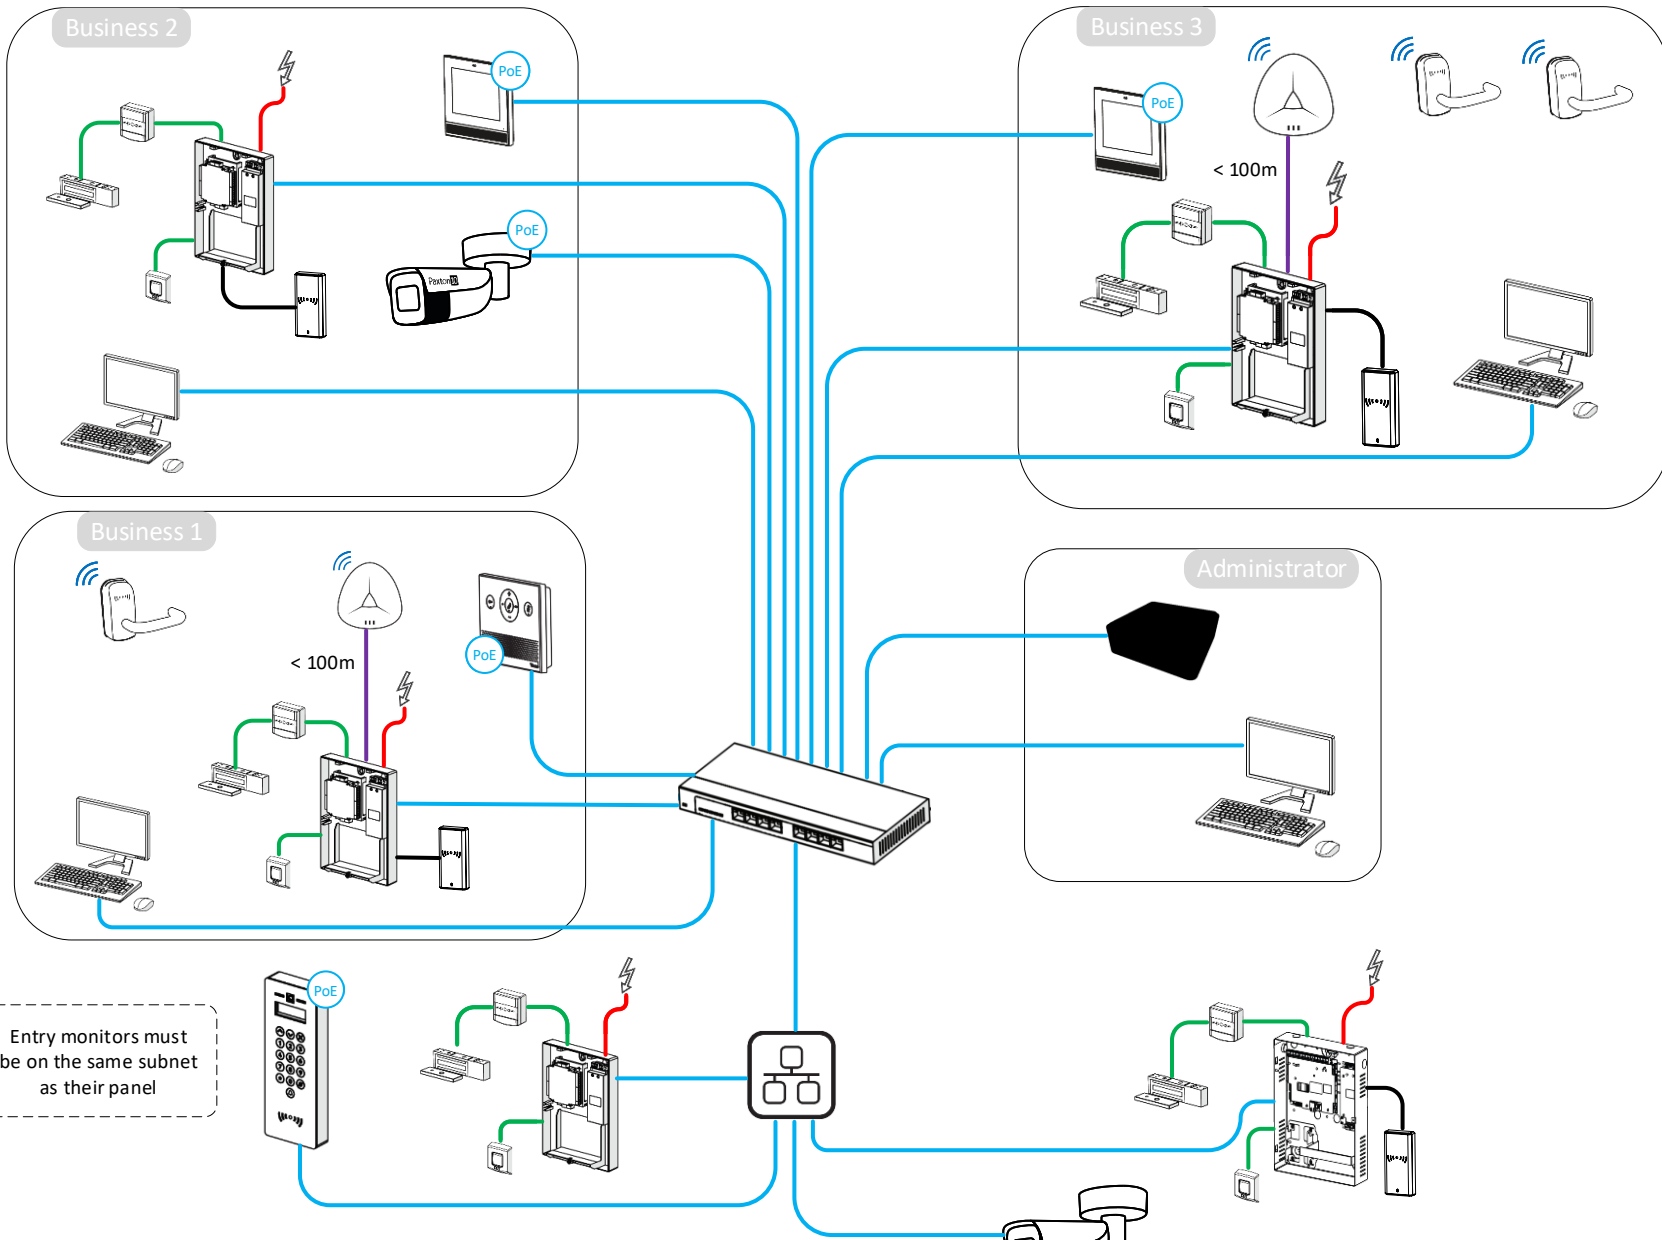 Business 2
PoE
PoE
Paxton10
Business 3
PoE
< 100m
Business 1
< 100m
PoE
Administrator
PoE
Entry monitors must
be on the same subnet
as their panel